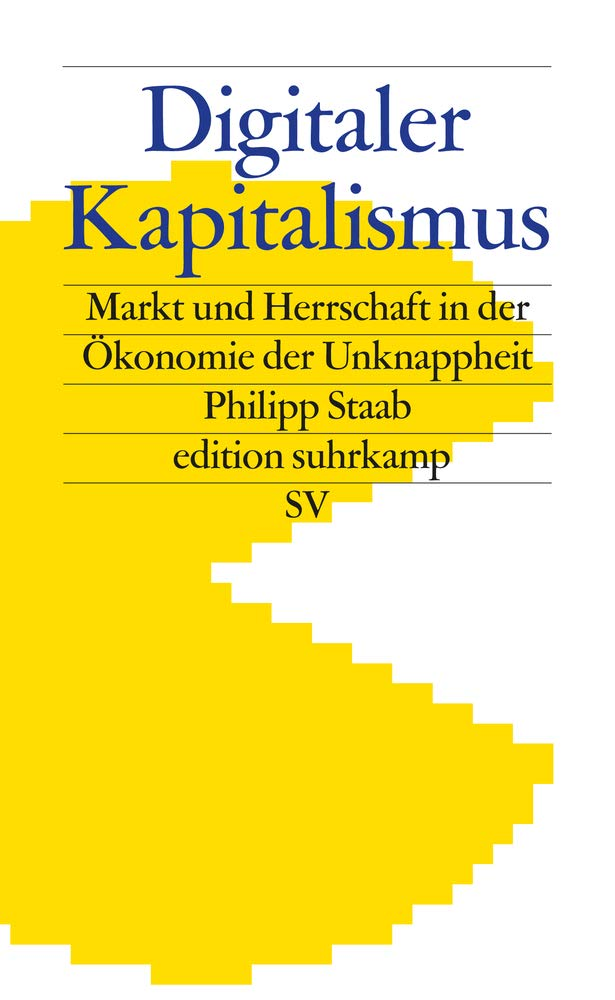 Digitaler
Kapitalismus
Markt und Herrschaft in der
Ökonomie der Unknappheit
Philipp Staab
edition suhrkamp
SV